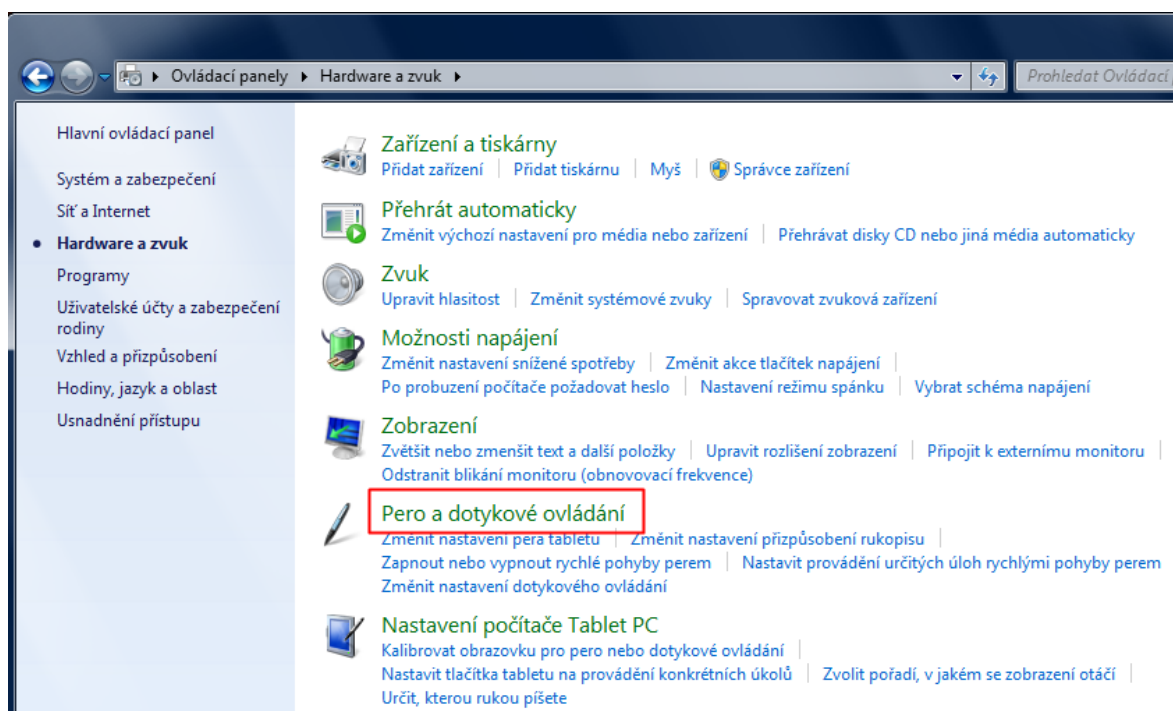 Ovládací panely Hardware a zvuk Prohledat Ovládací
Hlavní ovládací panel
Systém a zabezpečení
Síť a Internet
Hardware a zvuk
Programy
Uživatelské účty a zabezpečení
rodiny
Vzhled a přizpůsobení
Hodiny, jazyk a oblast
Usnadnění přístupu
Zařízení a tiskárny
Přidat zařízení Přidat tiskárnu Myš Správce zařízení
Přehrát automaticky
Změnit výchozí nastavení pro média nebo zařízení Přehrávat disky CD nebo jiná média automaticky
Zvuk
Upravit hlasitost Změnit systémové zvuky Spravovat zvuková zařízení
Možnosti napájení
Změnit nastavení snížené spotřeby Změnit akce tlačítek napájení
Po probuzení počítače požadovat heslo Nastavení režimu spánku Vybrat schéma napájení
Zobrazení
Zvětšit nebo zmenšit text a další položky Upravit rozlišení zobrazení Připojit k externímu monitoru
Odstranit blikání monitoru (obnovovací frekvence)
Pero a dotykové ovládání
Změnit nastavení pera tabletu Změnit nastavení přizpůsobení rukopisu
Zapnout nebo vypnout rychlé pohyby perem Nastavit provádění určitých úloh rychlými pohyby perem
Změnit nastavení dotykového ovládání
Nastavení počítače Tablet PC
Kalibrovat obrazovku pro pero nebo dotykové ovládání
Nastavit tlačítka tabletu na provádění konkrétních úkolů Zvolit pořadí, v jakém se zobrazení otáčí
Určit, kterou rukou píšete